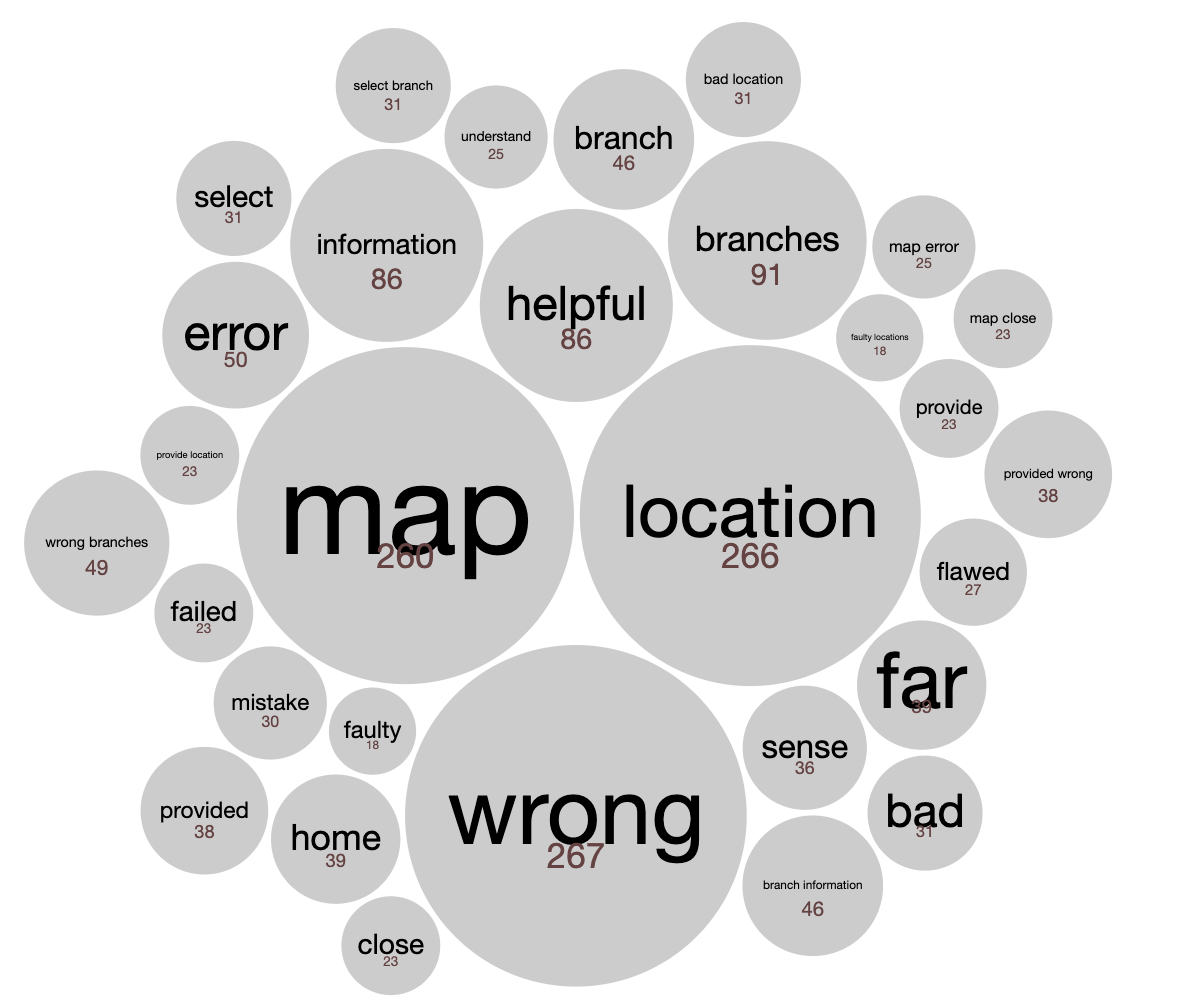 select branch
31
bad location
31
understand
25
branch
46
select
31
information
86
branches
91
map error
25
helpful
86
error
50
map close
23
faulty locations
18
provide
23
provide location
23
provided wrong
38
wrong branches
49
map
260
location
266
flawed
27
failed
23
far
39
mistake
30
faulty
18
sense
36
provided
38
home
39
wrong
267
bad
31
branch information
46
close
23